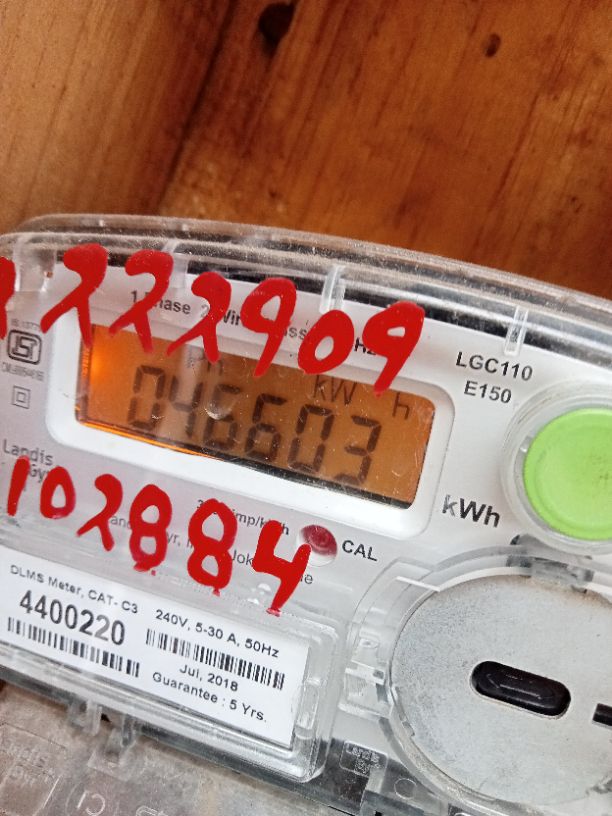 222909
LGC110
E150
kW h
046603
Landis
kWh
102884
CAL
DLMS Meter, CAT- C3
4400220
240V, 5-30 A, 50Hz
Jul, 2018
Guarantee : 5 Yrs.